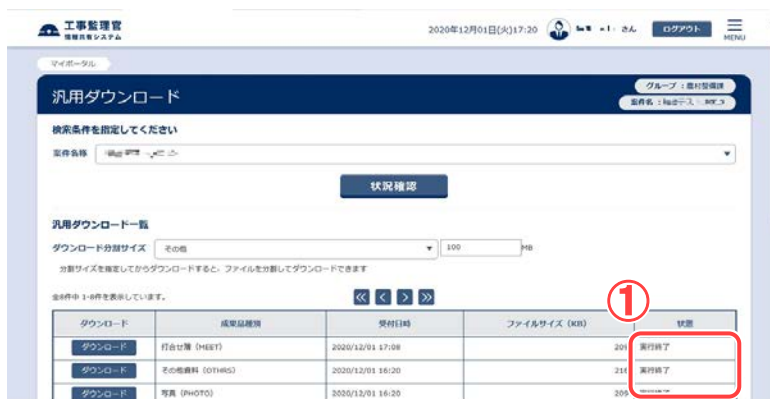 工事監理官
情報共有システム
2020年12月01日(火)17:20
さん
ログアウト
MENU
マイポータル
汎用ダウンロード
グループ：農村整備課
案件名：
検索条件を指定してください
案件名称
状況確認
汎用ダウンロード一覧
ダウンロード分割サイズ その他 100 MB
分割サイズを指定してからダウンロードすると、ファイルを分割してダウンロードできます
全8件中 1-8件を表示しています。
①
ダウンロード 成果品種別 受付日時 ファイルサイズ (KB) 状態
ダウンロード 打合せ簿 (MEET) 2020/12/01 17:08 実行終了
ダウンロード その他資料 (OTHRS) 2020/12/01 16:20 実行終了
ダウンロード 写真 (PHOTO) 2020/12/01 16:20